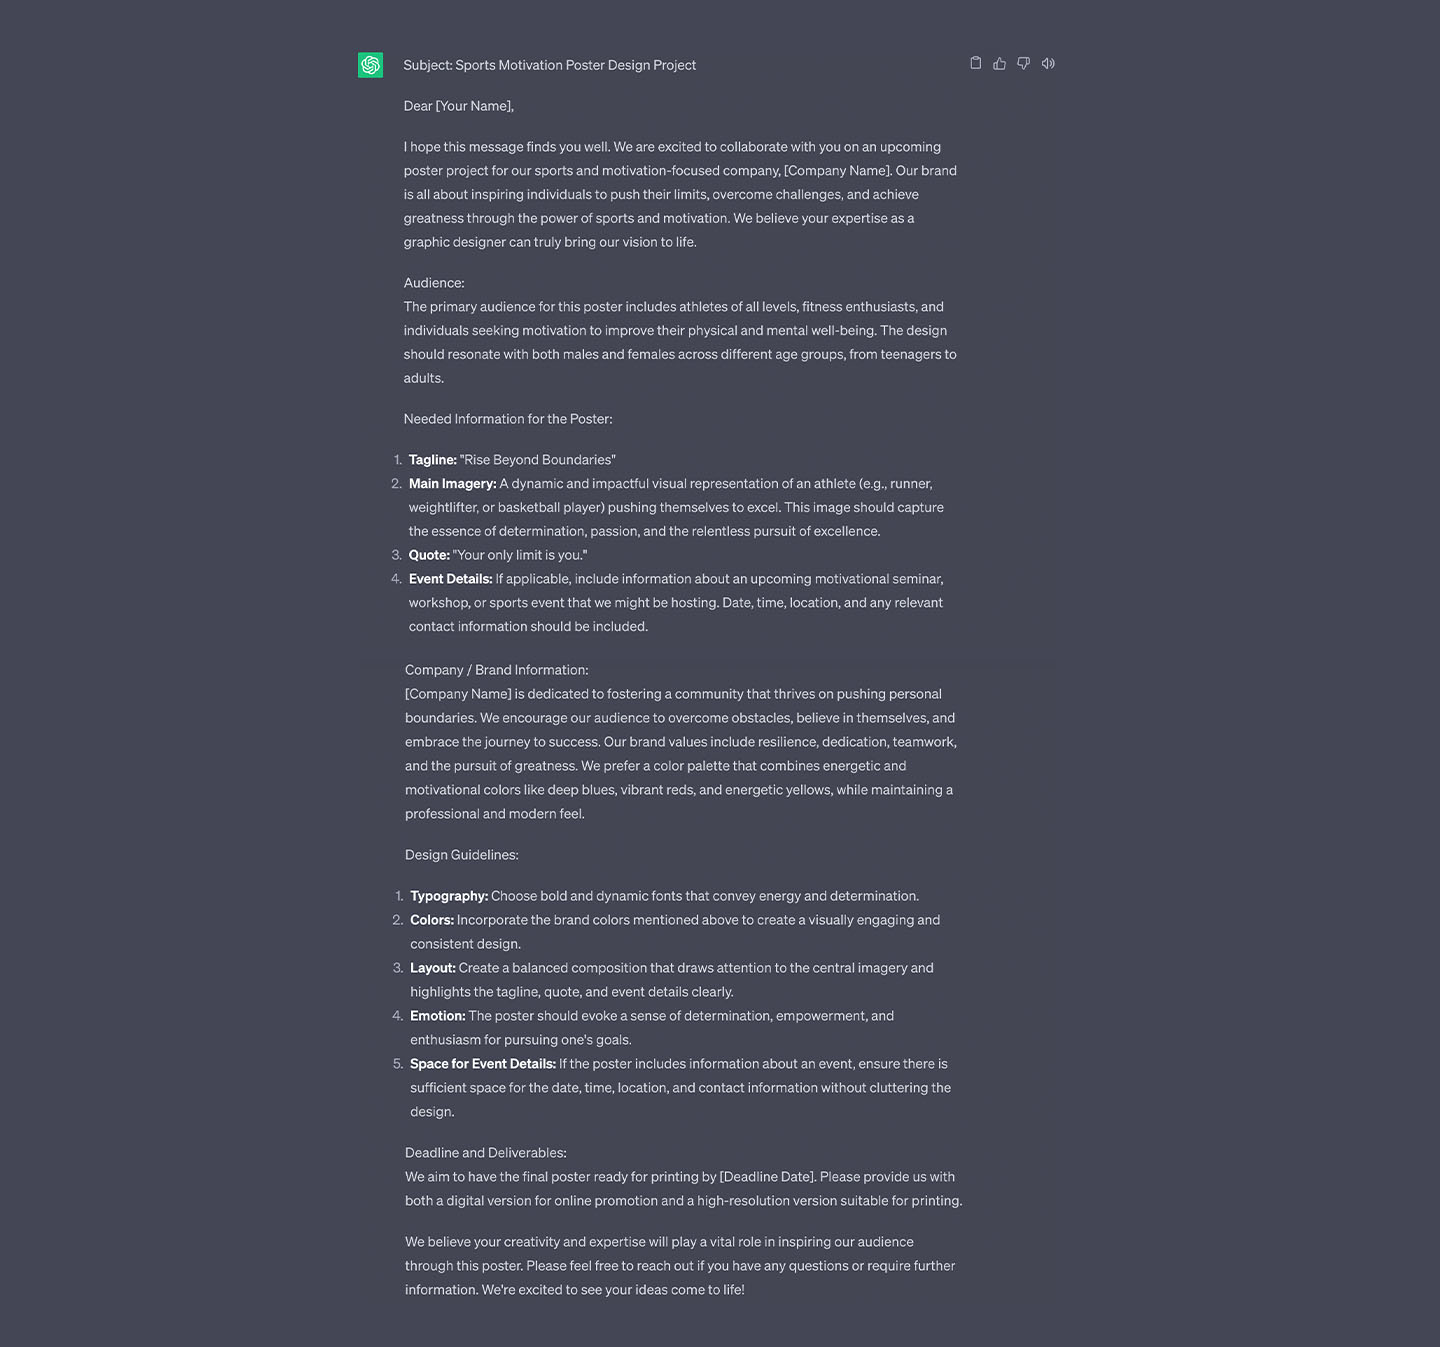 Subject: Sports Motivation Poster Design Project
Dear [Your Name],
I hope this message finds you well. We are excited to collaborate with you on an upcoming
poster project for our sports and motivation-focused company, [Company Name]. Our brand
is all about inspiring individuals to push their limits, overcome challenges, and achieve
greatness through the power of sports and motivation. We believe your expertise as a
graphic designer can truly bring our vision to life.
Audience:
The primary audience for this poster includes athletes of all levels, fitness enthusiasts, and
individuals seeking motivation to improve their physical and mental well-being. The design
should resonate with both males and females across different age groups, from teenagers to
adults.
Needed Information for the Poster:
1. Tagline: "Rise Beyond Boundaries"
2. Main Imagery: A dynamic and impactful visual representation of an athlete (e.g., runner,
weightlifter, or basketball player) pushing themselves to excel. This image should capture
the essence of determination, passion, and the relentless pursuit of excellence.
3. Quote: "Your only limit is you."
4. Event Details: If applicable, include information about an upcoming motivational seminar,
workshop, or sports event that we might be hosting. Date, time, location, and any relevant
contact information should be included.
Company / Brand Information:
[Company Name] is dedicated to fostering a community that thrives on pushing personal
boundaries. We encourage our audience to overcome obstacles, believe in themselves, and
embrace the journey to success. Our brand values include resilience, dedication, teamwork,
and the pursuit of greatness. We prefer a color palette that combines energetic and
motivational colors like deep blues, vibrant reds, and energetic yellows, while maintaining a
professional and modern feel.
Design Guidelines:
1. Typography: Choose bold and dynamic fonts that convey energy and determination.
2. Colors: Incorporate the brand colors mentioned above to create a visually engaging and
consistent design.
3. Layout: Create a balanced composition that draws attention to the central imagery and
highlights the tagline, quote, and event details clearly.
4. Emotion: The poster should evoke a sense of determination, empowerment, and
enthusiasm for pursuing one's goals.
5. Space for Event Details: If the poster includes information about an event, ensure there is
sufficient space for the date, time, location, and contact information without cluttering the
design.
Deadline and Deliverables:
We aim to have the final poster ready for printing by [Deadline Date]. Please provide us with
both a digital version for online promotion and a high-resolution version suitable for printing.
We believe your creativity and expertise will play a vital role in inspiring our audience
through this poster. Please feel free to reach out if you have any questions or require further
information. We're excited to see your ideas come to life!